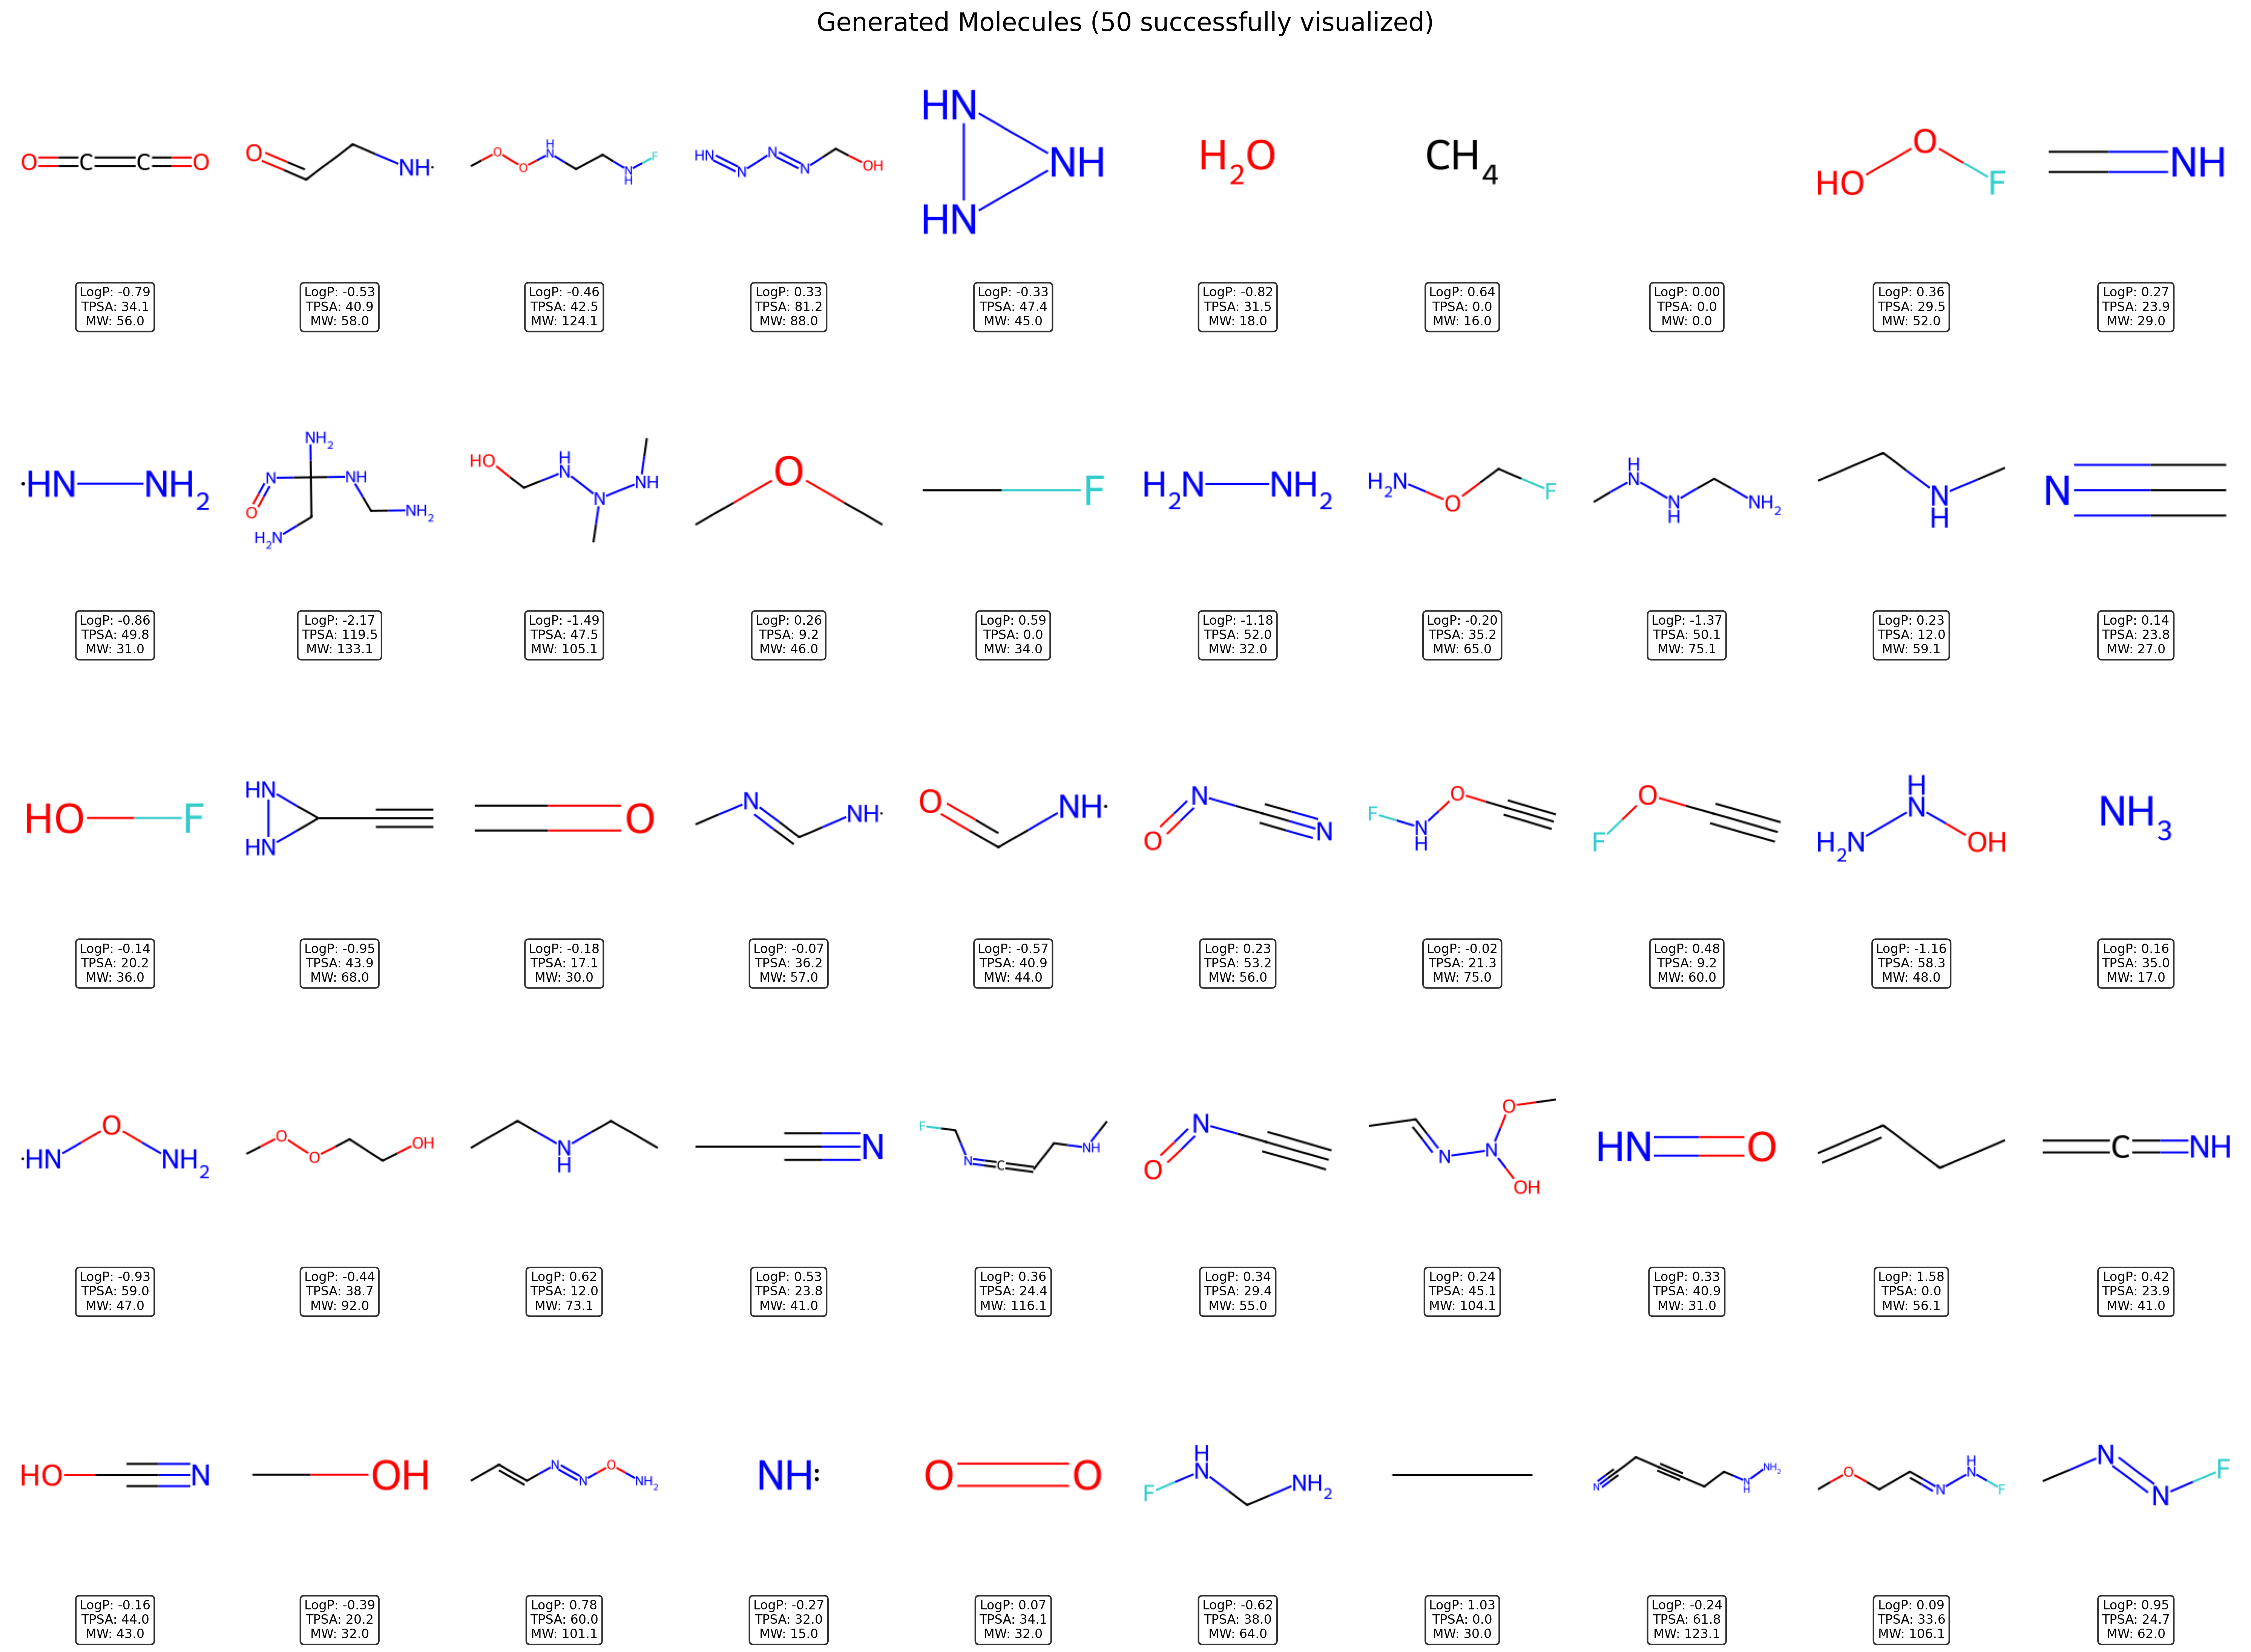 Generated Molecules (50 successfully visualized)
O C C O
LogP: -0.79
TPSA: 34.1
MW: 56.0
O NH·
LogP: -0.53
TPSA: 40.9
MW: 58.0
O O H N N H F
LogP: -0.46
TPSA: 42.5
MW: 124.1
HN N N N OH
LogP: 0.33
TPSA: 81.2
MW: 88.0
HN NH HN
LogP: -0.33
TPSA: 47.4
MW: 45.0
H2O
LogP: -0.82
TPSA: 31.5
MW: 18.0
CH4
LogP: 0.64
TPSA: 0.0
MW: 16.0
LogP: 0.00
TPSA: 0.0
MW: 0.0
HO O F
LogP: 0.36
TPSA: 29.5
MW: 52.0
NH
LogP: 0.27
TPSA: 23.9
MW: 29.0
·HN NH2
LogP: -0.86
TPSA: 49.8
MW: 31.0
NH2 N NH O NH2 H2N
LogP: -2.17
TPSA: 119.5
MW: 133.1
HO H N N NH
LogP: -1.49
TPSA: 47.5
MW: 105.1
O
LogP: 0.26
TPSA: 9.2
MW: 46.0
F
LogP: 0.59
TPSA: 0.0
MW: 34.0
H2N NH2
LogP: -1.18
TPSA: 52.0
MW: 32.0
H2N O F
LogP: -0.20
TPSA: 35.2
MW: 65.0
H N N H NH2
LogP: -1.37
TPSA: 50.1
MW: 75.1
N H
LogP: 0.23
TPSA: 12.0
MW: 59.1
N
LogP: 0.14
TPSA: 23.8
MW: 27.0
HO F
LogP: -0.14
TPSA: 20.2
MW: 36.0
HN HN
LogP: -0.95
TPSA: 43.9
MW: 68.0
O
LogP: -0.18
TPSA: 17.1
MW: 30.0
N NH·
LogP: -0.07
TPSA: 36.2
MW: 57.0
O NH·
LogP: -0.57
TPSA: 40.9
MW: 44.0
O N N
LogP: 0.23
TPSA: 53.2
MW: 56.0
F N H O
LogP: -0.02
TPSA: 21.3
MW: 75.0
F O
LogP: 0.48
TPSA: 9.2
MW: 60.0
H2N H N OH
LogP: -1.16
TPSA: 58.3
MW: 48.0
NH3
LogP: 0.16
TPSA: 35.0
MW: 17.0
·HN O NH2
LogP: -0.93
TPSA: 59.0
MW: 47.0
O O OH
LogP: -0.44
TPSA: 38.7
MW: 92.0
N H
LogP: 0.62
TPSA: 12.0
MW: 73.1
N
LogP: 0.53
TPSA: 23.8
MW: 41.0
F N C NH
LogP: 0.36
TPSA: 24.4
MW: 116.1
O N
LogP: 0.34
TPSA: 29.4
MW: 55.0
N N O OH
LogP: 0.24
TPSA: 45.1
MW: 104.1
HN O
LogP: 0.33
TPSA: 40.9
MW: 31.0
LogP: 1.58
TPSA: 0.0
MW: 56.1
C NH
LogP: 0.42
TPSA: 23.9
MW: 41.0
HO N
LogP: -0.16
TPSA: 44.0
MW: 43.0
OH
LogP: -0.39
TPSA: 20.2
MW: 32.0
N N O NH2
LogP: 0.78
TPSA: 60.0
MW: 101.1
NH:
LogP: -0.27
TPSA: 32.0
MW: 15.0
O O
LogP: 0.07
TPSA: 34.1
MW: 32.0
F H N NH2
LogP: -0.62
TPSA: 38.0
MW: 64.0
LogP: 1.03
TPSA: 0.0
MW: 30.0
N N H NH2
LogP: -0.24
TPSA: 61.8
MW: 123.1
O N H N F
LogP: 0.09
TPSA: 33.6
MW: 106.1
N N F
LogP: 0.95
TPSA: 24.7
MW: 62.0